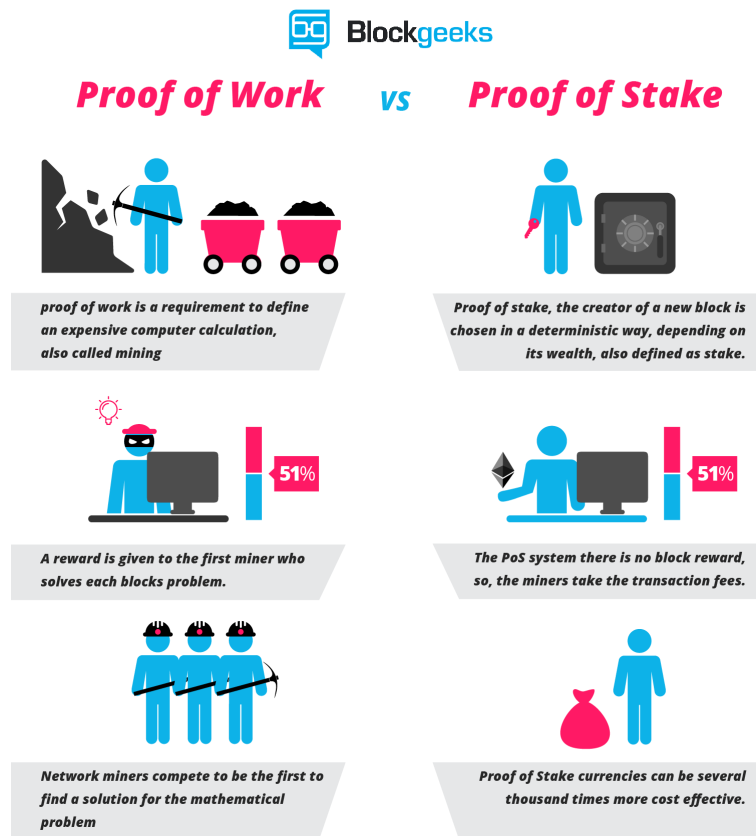 Blockgeeks
Proof of Work vs Proof of Stake
proof of work is a requirement to define
an expensive computer calculation,
also called mining
Proof of stake, the creator of a new block is
chosen in a deterministic way, depending on
its wealth, also defined as stake.
51%
51%
A reward is given to the first miner who
solves each blocks problem.
The PoS system there is no block reward,
so, the miners take the transaction fees.
Network miners compete to be the first to
find a solution for the mathematical
problem
Proof of Stake currencies can be several
thousand times more cost effective.